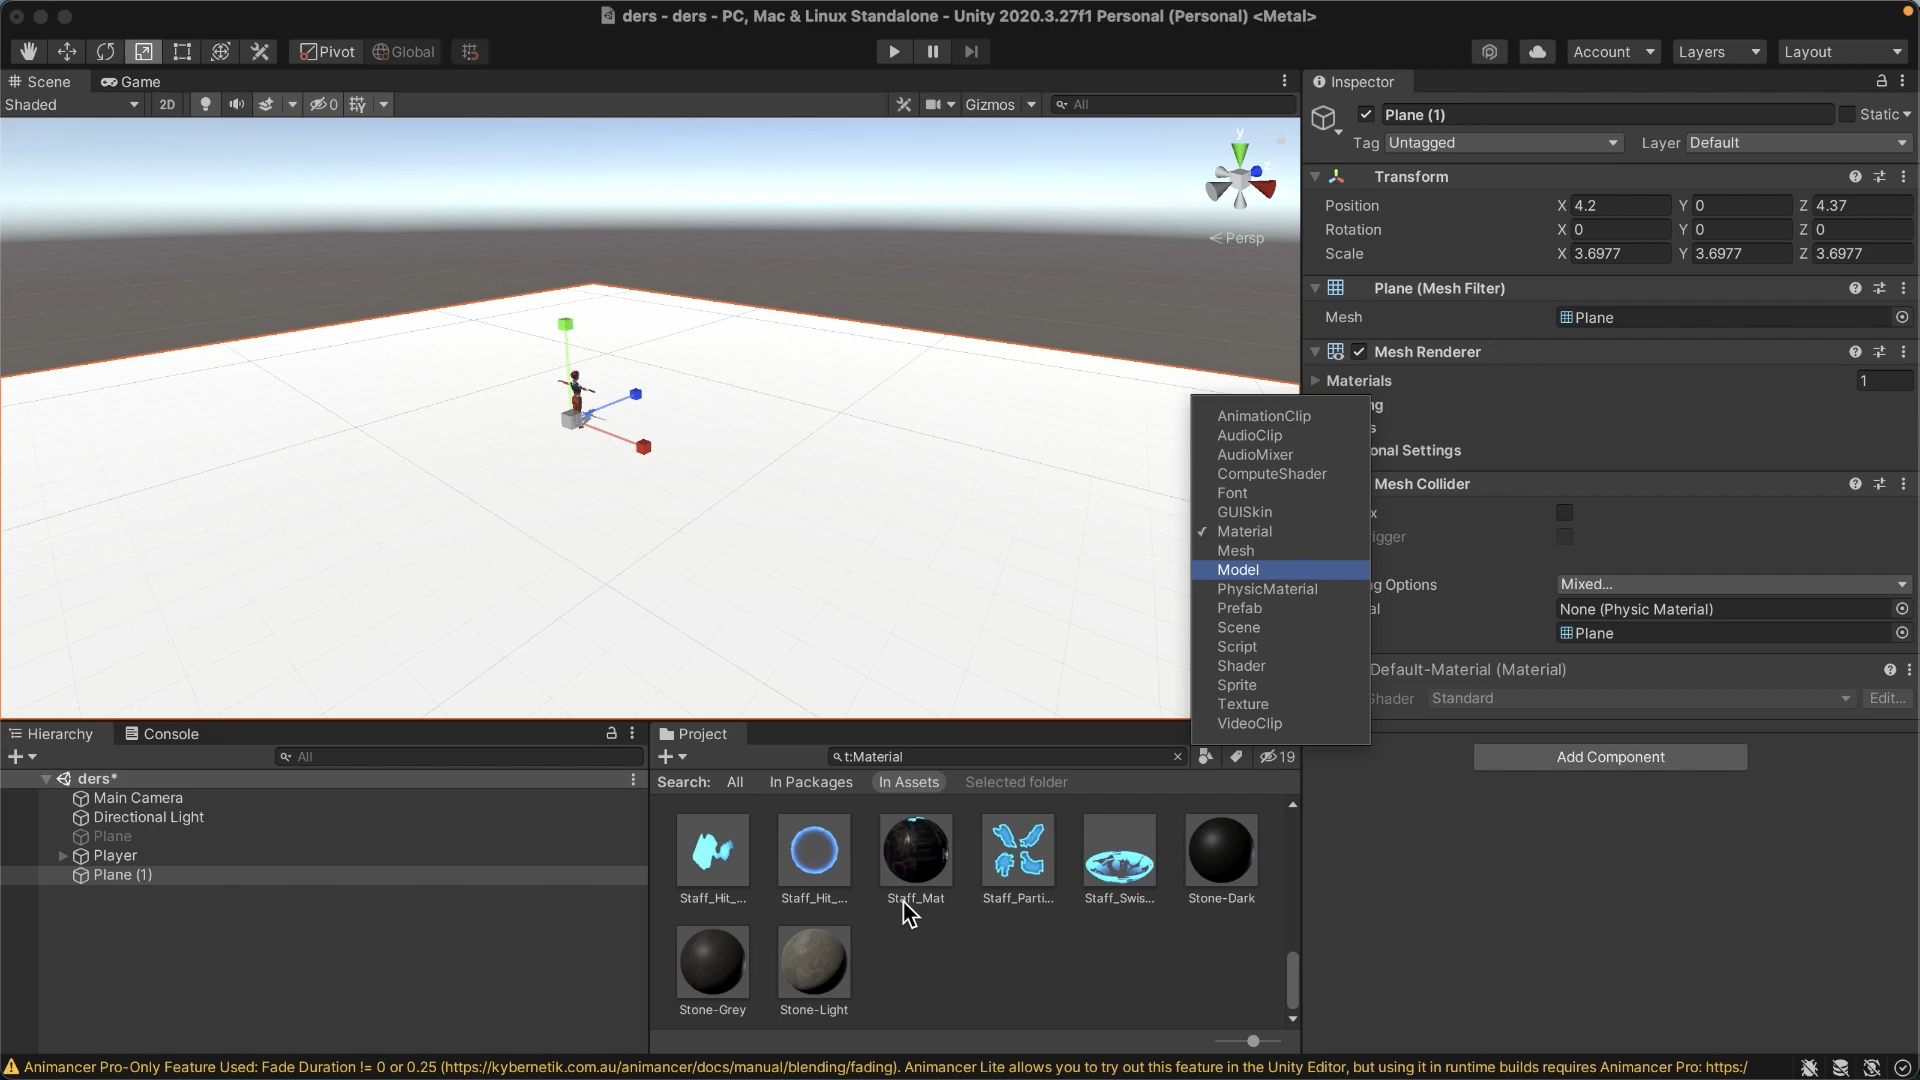 ders - ders - PC, Mac & Linux Standalone - Unity 2020.3.27f1 Personal (Personal) <Metal>
Pivot Global Account Layers Layout
Scene Game
Shaded 2D 0 Gizmos All
y
z
Persp
Inspector
Plane (1) Static
Tag Untagged Layer Default
Transform
Position X 4.2 Y 0 Z 4.37
Rotation X 0 Y 0 Z 0
Scale X 3.6977 Y 3.6977 Z 3.6977
Plane (Mesh Filter)
Mesh Plane
Mesh Renderer
Materials 1
ng
s
onal Settings
Mesh Collider
x
igger
g Options Mixed...
al None (Physic Material)
Plane
Default-Material (Material)
Shader Standard Edit...
Add Component
AnimationClip
AudioClip
AudioMixer
ComputeShader
Font
GUISkin
Material
Mesh
Model
PhysicMaterial
Prefab
Scene
Script
Shader
Sprite
Texture
VideoClip
Hierarchy Console
All
ders*
Main Camera
Directional Light
Plane
Player
Plane (1)
Project
t:Material 19
Search: All In Packages In Assets Selected folder
Staff_Hit_... Staff_Hit_... Staff_Mat Staff_Parti... Staff_Swis... Stone-Dark
Stone-Grey Stone-Light
Animancer Pro-Only Feature Used: Fade Duration != 0 or 0.25 (https://kybernetik.com.au/animancer/docs/manual/blending/fading). Animancer Lite allows you to try out this feature in the Unity Editor, but using it in runtime builds requires Animancer Pro: https:/